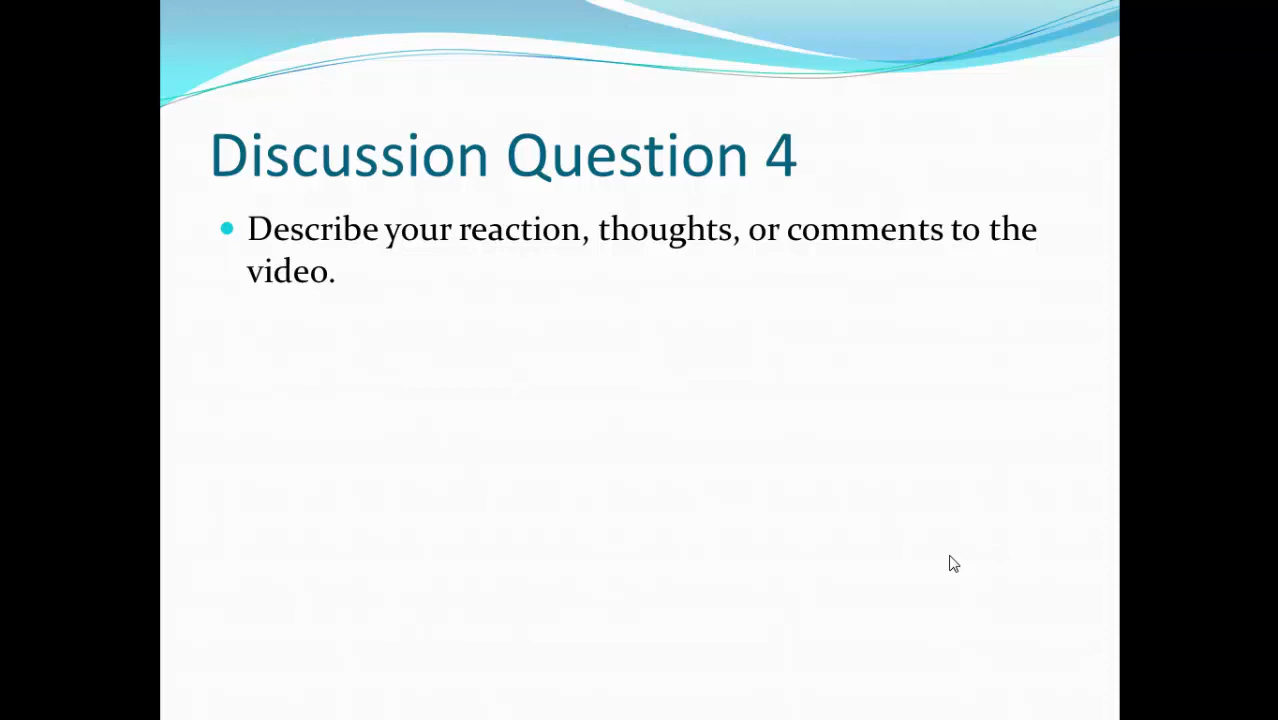 Discussion Question 4
Describe your reaction, thoughts, or comments to the
video.